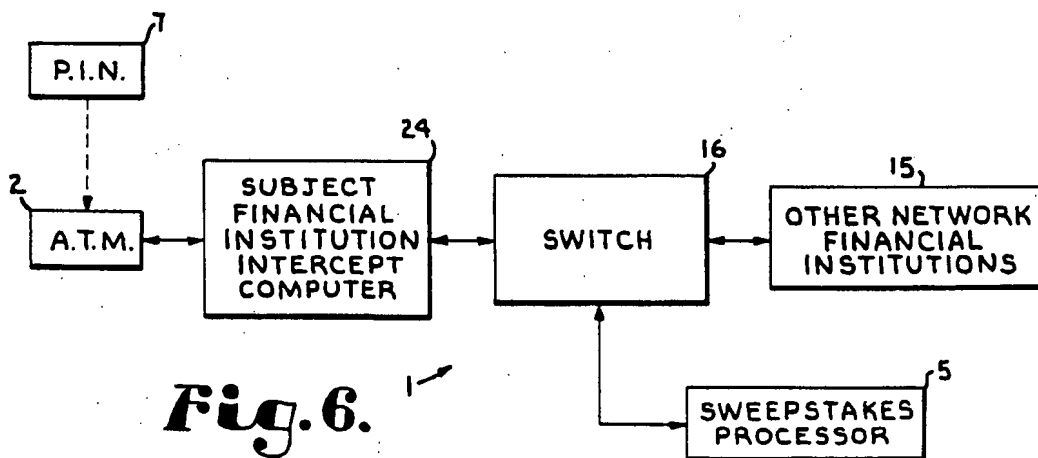 7
P.I.N.
2
A.T.M.
24
SUBJECT
FINANCIAL
INSTITUTION
INTERCEPT
COMPUTER
16
SWITCH
15
OTHER NETWORK
FINANCIAL
INSTITUTIONS
5
SWEEPSTAKES
PROCESSOR
1
Fig. 6.